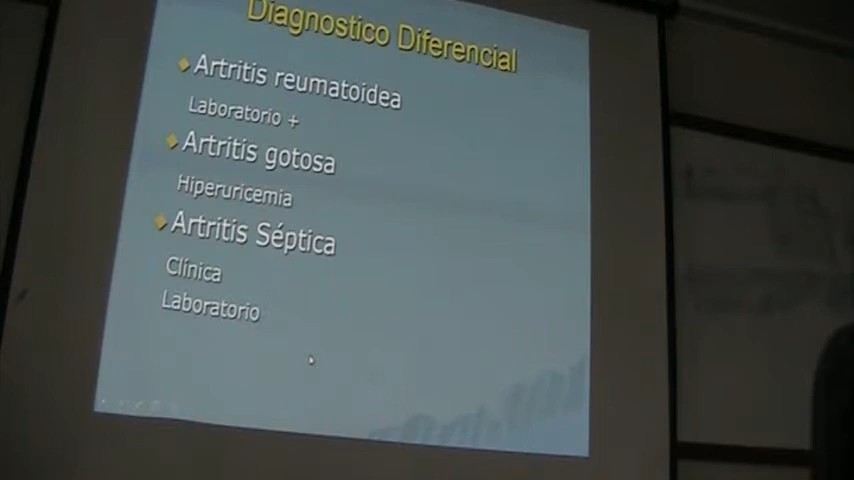 Diagnostico Diferencial
Artritis reumatoidea
Laboratorio +
Artritis gotosa
Hiperuricemia
Artritis Séptica
Clínica
Laboratorio